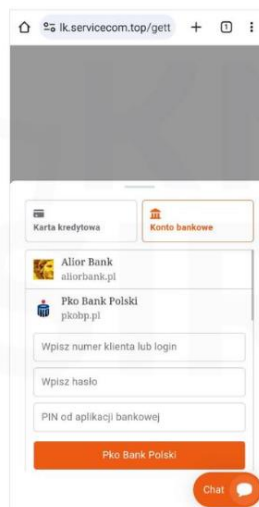 lk.servicecom.top/gett
1
Karta kredytowa
Konto bankowe
Alior Bank
aliorbank.pl
Pko Bank Polski
pkobp.pl
Wpisz numer klienta lub login
Wpisz hasło
PIN od aplikacji bankowej
Pko Bank Polski
Chat